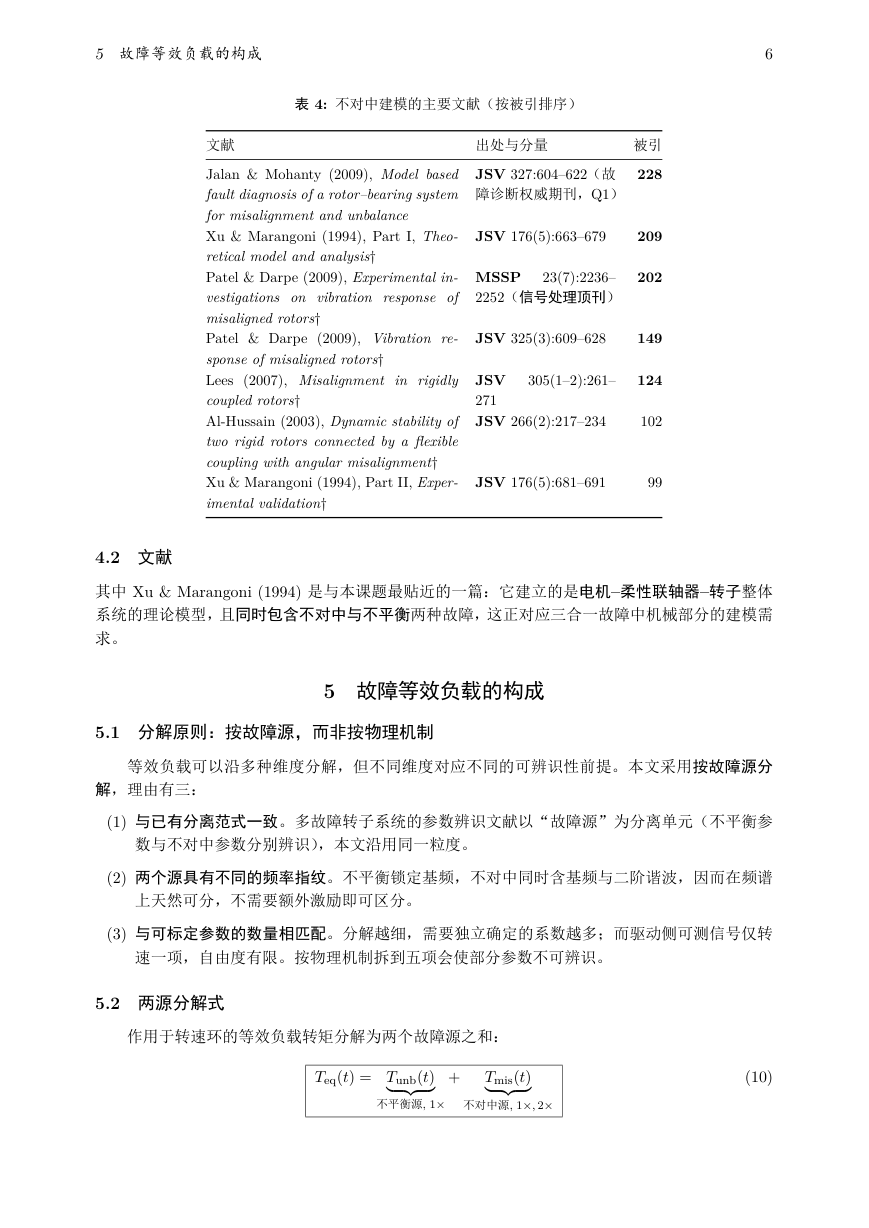 5 故障等效负载的构成 6
表 4: 不对中建模的主要文献（按被引排序）
文献 出处与分量 被引
Jalan & Mohanty (2009), Model based JSV 327:604–622（故 228
fault diagnosis of a rotor–bearing system 障诊断权威期刊，Q1）
for misalignment and unbalance
Xu & Marangoni (1994), Part I, Theo- JSV 176(5):663–679 209
retical model and analysis†
Patel & Darpe (2009), Experimental in- MSSP 23(7):2236– 202
vestigations on vibration response of 2252（信号处理顶刊）
misaligned rotors†
Patel & Darpe (2009), Vibration re- JSV 325(3):609–628 149
sponse of misaligned rotors†
Lees (2007), Misalignment in rigidly JSV 305(1–2):261– 124
coupled rotors† 271
Al-Hussain (2003), Dynamic stability of JSV 266(2):217–234 102
two rigid rotors connected by a flexible
coupling with angular misalignment†
Xu & Marangoni (1994), Part II, Exper- JSV 176(5):681–691 99
imental validation†
4.2 文献
其中 Xu & Marangoni (1994) 是与本课题最贴近的一篇：它建立的是电机–柔性联轴器–转子整体
系统的理论模型，且同时包含不对中与不平衡两种故障，这正对应三合一故障中机械部分的建模需
求。
5 故障等效负载的构成
5.1 分解原则：按故障源，而非按物理机制
等效负载可以沿多种维度分解，但不同维度对应不同的可辨识性前提。本文采用按故障源分
解，理由有三：
(1) 与已有分离范式一致。多故障转子系统的参数辨识文献以“故障源”为分离单元（不平衡参
数与不对中参数分别辨识），本文沿用同一粒度。
(2) 两个源具有不同的频率指纹。不平衡锁定基频，不对中同时含基频与二阶谐波，因而在频谱
上天然可分，不需要额外激励即可区分。
(3) 与可标定参数的数量相匹配。分解越细，需要独立确定的系数越多；而驱动侧可测信号仅转
速一项，自由度有限。按物理机制拆到五项会使部分参数不可辨识。
5.2 两源分解式
作用于转速环的等效负载转矩分解为两个故障源之和：
T_eq(t) = T_unb(t) + T_mis(t) (10)
不平衡源, 1× 不对中源, 1×, 2×